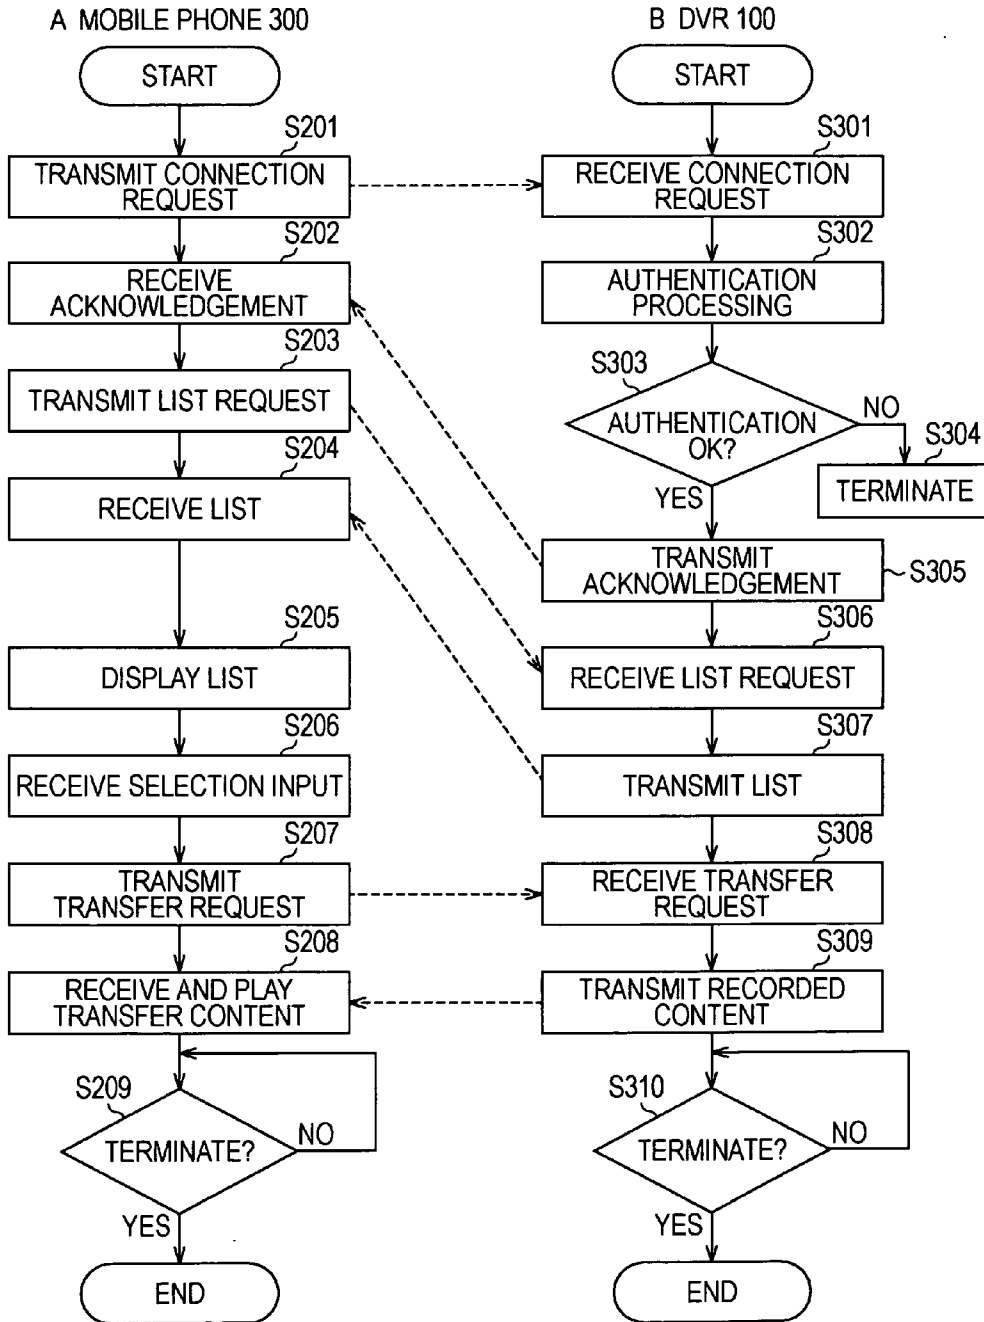 A MOBILE PHONE 300
START
S201
TRANSMIT CONNECTION
REQUEST
S202
RECEIVE
ACKNOWLEDGEMENT
S203
TRANSMIT LIST REQUEST
S204
RECEIVE LIST
S205
DISPLAY LIST
S206
RECEIVE SELECTION INPUT
S207
TRANSMIT
TRANSFER REQUEST
S208
RECEIVE AND PLAY
TRANSFER CONTENT
S209
TERMINATE?
NO
YES
END
B DVR 100
START
S301
RECEIVE CONNECTION
REQUEST
S302
AUTHENTICATION
PROCESSING
S303
AUTHENTICATION
OK?
NO
S304
TERMINATE
YES
TRANSMIT
ACKNOWLEDGEMENT
S305
S306
RECEIVE LIST REQUEST
S307
TRANSMIT LIST
S308
RECEIVE TRANSFER
REQUEST
S309
TRANSMIT RECORDED
CONTENT
S310
TERMINATE?
NO
YES
END